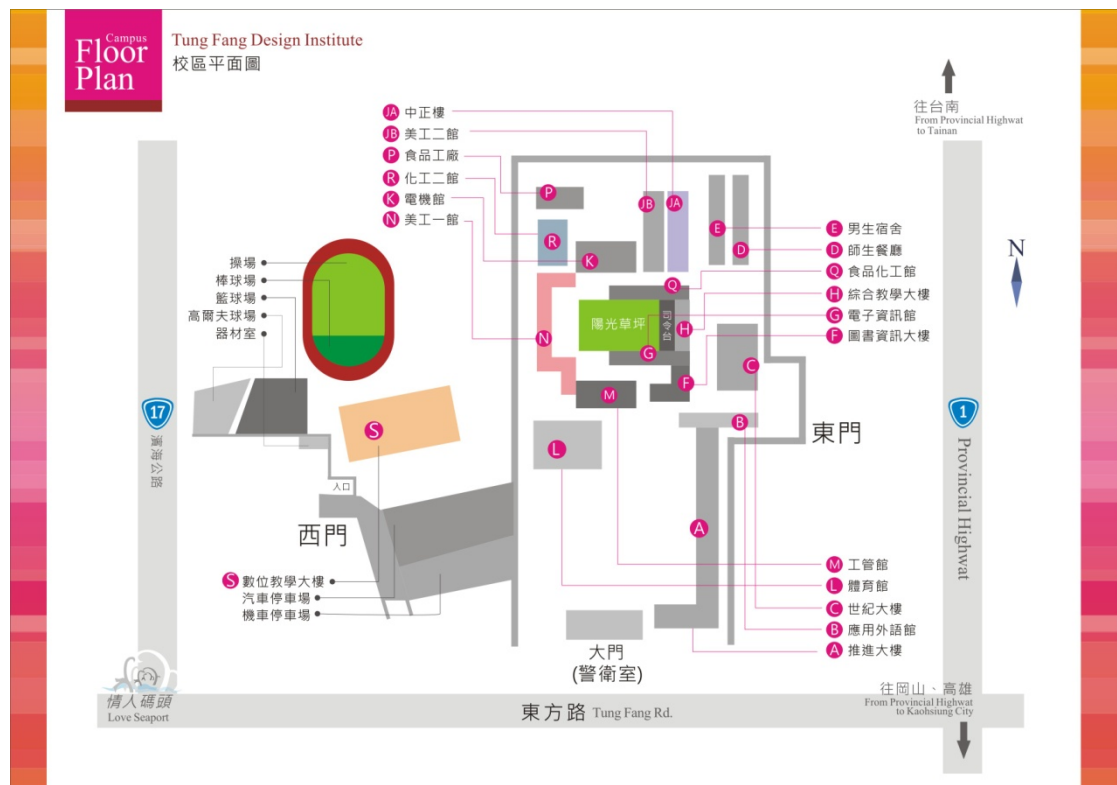 Campus
Floor
Plan
Tung Fang Design Institute
校區平面圖
往台南
From Provincial Highwat
to Tainan
JA 中正樓
JB 美工二館
P 食品工廠
R 化工二館
K 電機館
N 美工一館
P
JB
JA
R
K
E
D
E 男生宿舍
D 師生餐廳
Q 食品化工館
H 綜合教學大樓
G 電子資訊館
F 圖書資訊大樓
N
操場
棒球場
籃球場
高爾夫球場
器材室
Q
陽光草坪
司令台
H
N
G
F
C
M
B
東門
17
濱海公路
1
Provincial Highwat
S
L
入口
西門
A
S 數位教學大樓
汽車停車場
機車停車場
M 工管館
L 體育館
C 世紀大樓
B 應用外語館
A 推進大樓
大門
(警衛室)
情人碼頭
Love Seaport
東方路 Tung Fang Rd.
往岡山、高雄
From Provincial Highwat
to Kaohsiung City